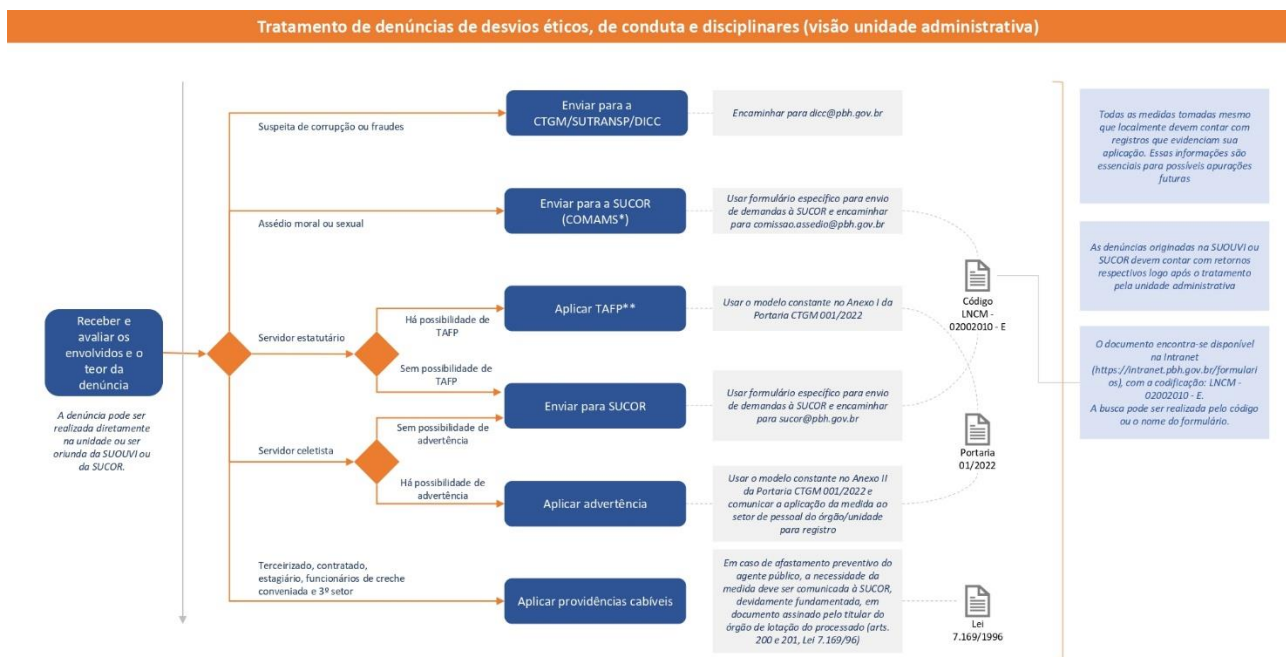 Tratamento de denúncias de desvios éticos, de conduta e disciplinares (visão unidade administrativa)
Suspeita de corrupção ou fraudes
Enviar para a
CTGM/SUTRANSP/DICC
Encaminhar para dicc@pbh.gov.br
Assédio moral ou sexual
Enviar para a SUCOR
(COMAMS*)
Usar formulário específico para envio
de demandas à SUCOR e encaminhar
para comissao.assedio@pbh.gov.br
Receber e
avaliar os
envolvidos e o
teor da
denúncia
A denúncia pode ser
realizada diretamente
na unidade ou ser
oriunda da SUOUVI ou
da SUCOR.
Servidor estatutário
Há possibilidade de
TAFP
Aplicar TAFP**
Usar o modelo constante no Anexo I da
Portaria CTGM 001/2022
Sem possibilidade de
TAFP
Enviar para SUCOR
Usar formulário específico para envio
de demandas à SUCOR e encaminhar
para sucor@pbh.gov.br
Sem possibilidade de
advertência
Servidor celetista
Há possibilidade de
advertência
Aplicar advertência
Usar o modelo constante no Anexo II
da Portaria CTGM 001/2022 e
comunicar a aplicação da medida ao
setor de pessoal do órgão/unidade
para registro
Terceirizado, contratado,
estagiário, funcionários de creche
conveniada e 3º setor
Aplicar providências cabíveis
Em caso de afastamento preventivo do
agente público, a necessidade da
medida deve ser comunicada à SUCOR,
devidamente fundamentada, em
documento assinado pelo titular do
órgão de lotação do processado (arts.
200 e 201, Lei 7.169/96)
Código
LNCM -
02002010 - E
Portaria
01/2022
Lei
7.169/1996
Todas as medidas tomadas mesmo
que localmente devem contar com
registros que evidenciam sua
aplicação. Essas informações são
essenciais para possíveis apurações
futuras
As denúncias originadas na SUOUVI ou
SUCOR devem contar com retornos
respectivos logo após o tratamento
pela unidade administrativa
O documento encontra-se disponível
na Intranet
(https://intranet.pbh.gov.br/formulari
os), com a codificação: LNCM -
02002010 - E.
A busca pode ser realizada pelo código
ou o nome do formulário.